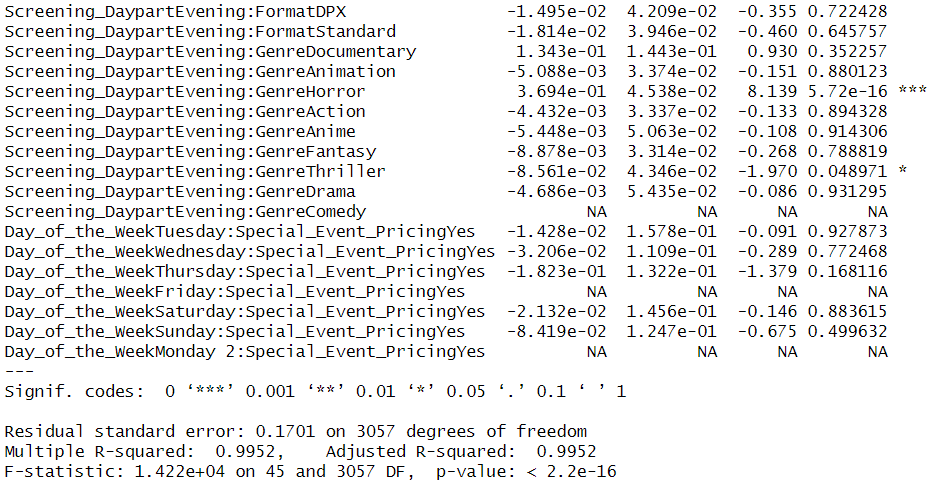 Screening_DaypartEvening:FormatDPX -1.495e-02 4.209e-02 -0.355 0.722428
Screening_DaypartEvening:FormatStandard -1.814e-02 3.946e-02 -0.460 0.645757
Screening_DaypartEvening:GenreDocumentary 1.343e-01 1.443e-01 0.930 0.352257
Screening_DaypartEvening:GenreAnimation -5.088e-03 3.374e-02 -0.151 0.880123
Screening_DaypartEvening:GenreHorror 3.694e-01 4.538e-02 8.139 5.72e-16 ***
Screening_DaypartEvening:GenreAction -4.432e-03 3.337e-02 -0.133 0.894328
Screening_DaypartEvening:GenreAnime -5.448e-03 5.063e-02 -0.108 0.914306
Screening_DaypartEvening:GenreFantasy -8.878e-03 3.314e-02 -0.268 0.788819
Screening_DaypartEvening:GenreThriller -8.561e-02 4.346e-02 -1.970 0.048971 *
Screening_DaypartEvening:GenreDrama -4.686e-03 5.435e-02 -0.086 0.931295
Screening_DaypartEvening:GenreComedy NA NA NA NA
Day_of_the_WeekTuesday:Special_Event_PricingYes -1.428e-02 1.578e-01 -0.091 0.927873
Day_of_the_WeekWednesday:Special_Event_PricingYes -3.206e-02 1.109e-01 -0.289 0.772468
Day_of_the_WeekThursday:Special_Event_PricingYes -1.823e-01 1.322e-01 -1.379 0.168116
Day_of_the_WeekFriday:Special_Event_PricingYes NA NA NA NA
Day_of_the_WeekSaturday:Special_Event_PricingYes -2.132e-02 1.456e-01 -0.146 0.883615
Day_of_the_WeekSunday:Special_Event_PricingYes -8.419e-02 1.247e-01 -0.675 0.499632
Day_of_the_WeekMonday 2:Special_Event_PricingYes NA NA NA NA
---
Signif. codes: 0 ‘***’ 0.001 ‘**’ 0.01 ‘*’ 0.05 ‘.’ 0.1 ‘ ’ 1
Residual standard error: 0.1701 on 3057 degrees of freedom
Multiple R-squared: 0.9952, Adjusted R-squared: 0.9952
F-statistic: 1.422e+04 on 45 and 3057 DF, p-value: < 2.2e-16